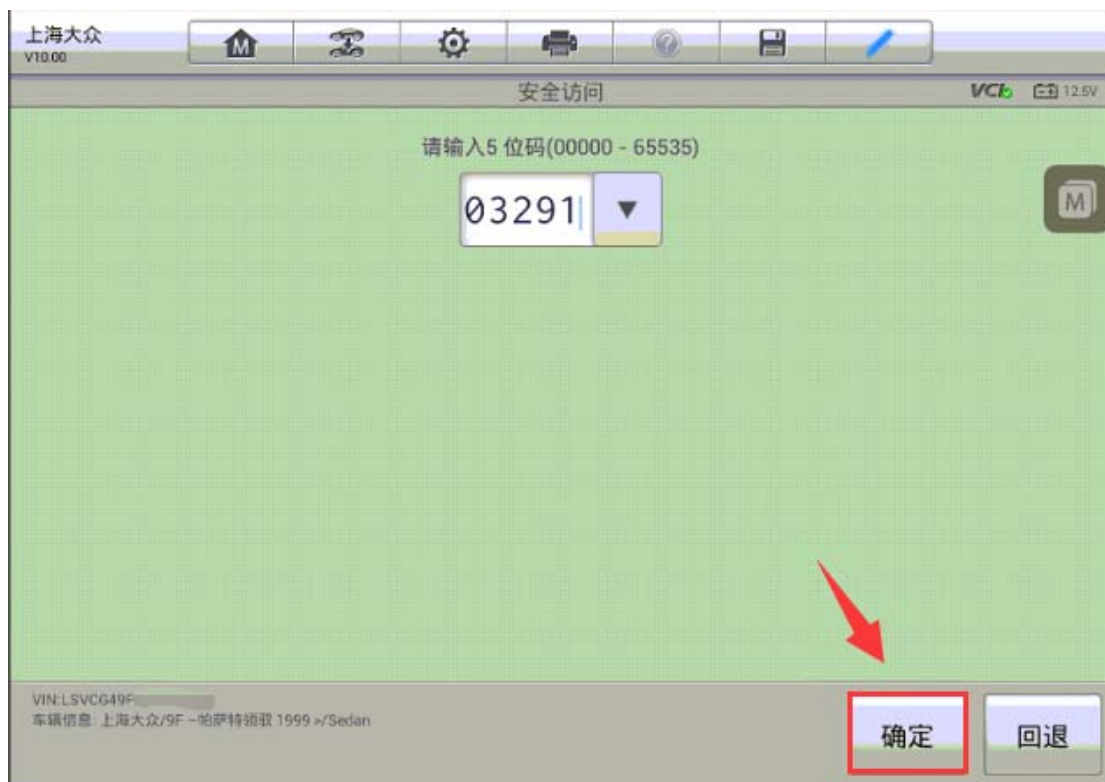 上海大众
V10.00
M
安全访问
VCI
12.5V
请输入5 位码(00000 - 65535)
03291
M
VIN:LSVCG49F
车辆信息: 上海大众/9F ~帕萨特领驭 1999 >/Sedan
确定
回退